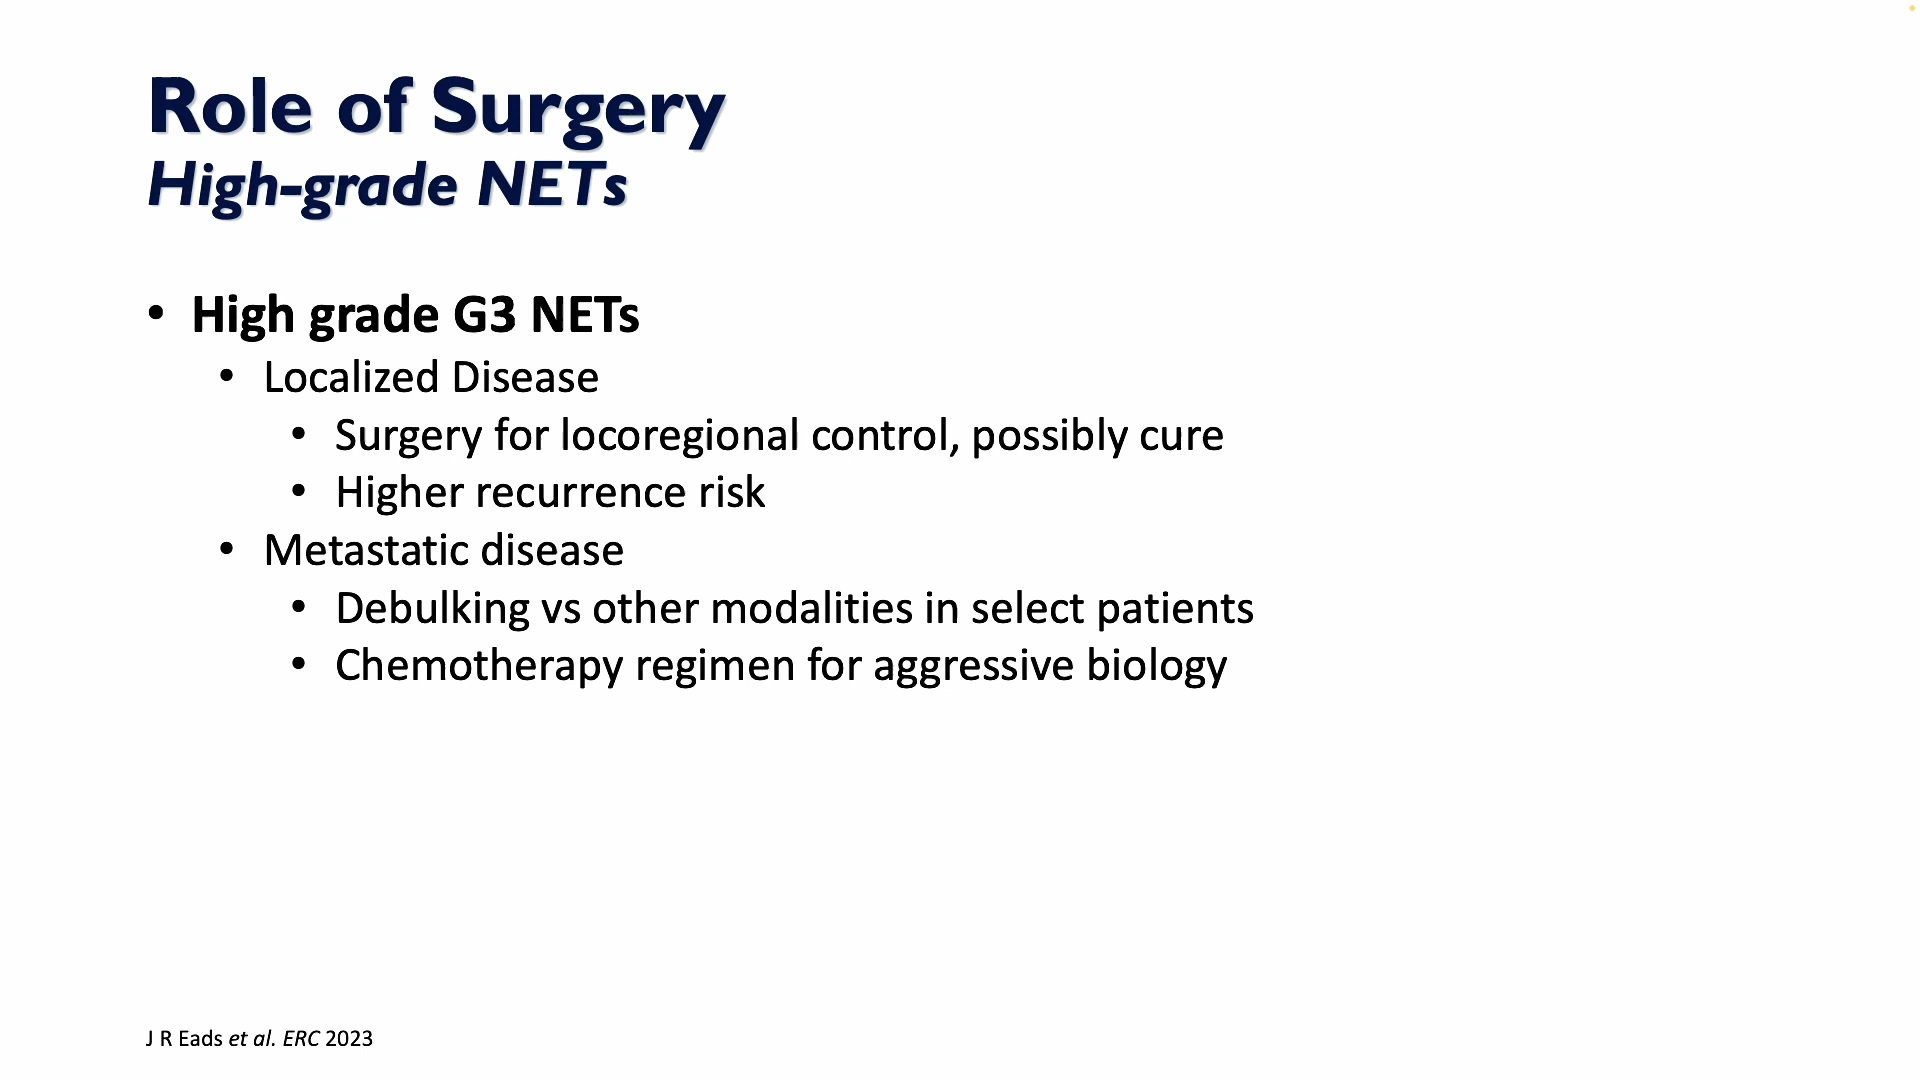 Role of Surgery
High-grade NETs
• High grade G3 NETs
• Localized Disease
• Surgery for locoregional control, possibly cure
• Higher recurrence risk
• Metastatic disease
• Debulking vs other modalities in select patients
• Chemotherapy regimen for aggressive biology
J R Eads et al. ERC 2023